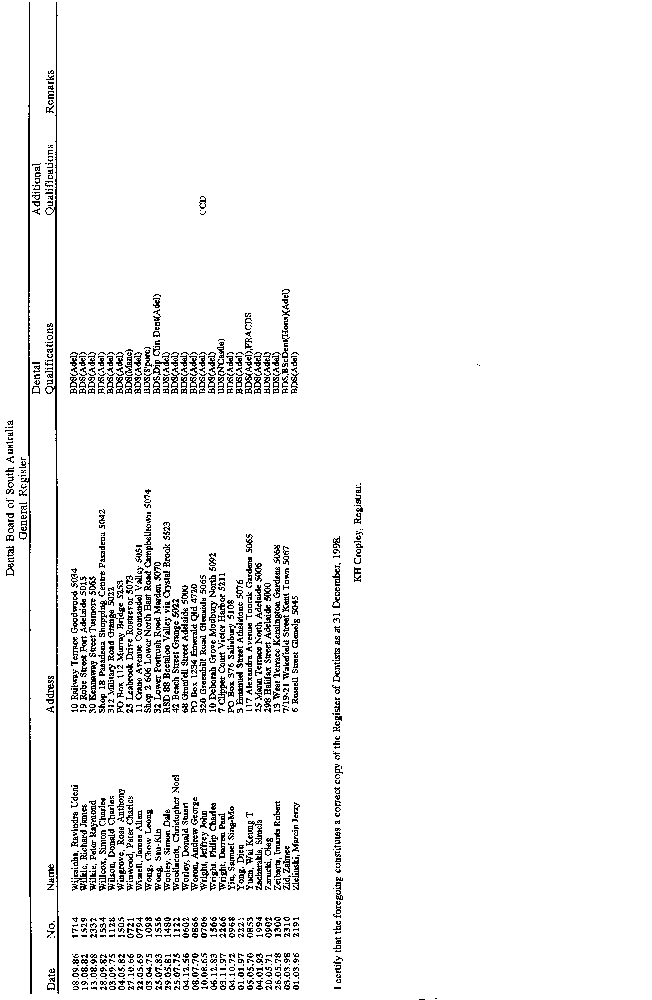 Dental Board of South Australia
General Register
Dental Additional
Date No. Name Address Qualifications Qualifications Remarks
08.09.86 1714 Wijesinha, Ravindra Udeni 10 Railway Terrace Goodwood 5034 BDS(Adel)
19.08.82 1529 Wilkie, Richard James 19 Robe Street Port Adelaide 5015 BDS(Adel)
13.08.98 2332 Wilkie, Peter Raymond 30 Kennaway Street Tusmore 5065 BDS(Adel)
28.09.82 1534 Willcox, Simon Charles Shop 18 Pasadena Shopping Centre Pasadena 5042 BDS(Adel)
03.09.75 1128 Wilson, Donald Charles 312 Military Road Grange 5022 BDS(Adel)
04.05.82 1505 Wingrove, Ross Anthony PO Box 112 Murray Bridge 5253 BDS(Adel)
27.10.66 0721 Winwood, Peter Charles 25 Leabrook Drive Rostrevor 5073 BDS(Manc)
22.05.69 0794 Wissell, James Allen 11 Crane Avenue Coromandel Valley 5051 BDS(Adel)
03.04.75 1098 Wong, Chow Leong Shop 2 606 Lower North East Road Campbelltown 5074 BDS(S'pore)
25.07.83 1556 Wong, Sau-Kin 32 Lower Portrush Road Marden 5070 BDS,Dip Clin Dent(Adel)
29.05.81 1480 Wooley, Simon Dale RSD 88 Beetaloo Valley via Crystal Brook 5523 BDS(Adel)
25.07.75 1122 Woollacott, Christopher Noel 42 Beach Street Grange 5022 BDS(Adel)
04.12.56 0602 Worley, Donald Stuart 68 Grenfell Street Adelaide 5000 BDS(Adel)
08.07.70 0866 Woron, Andrew George PO Box 1234 Emerald Qld 4720 BDS(Adel)
10.08.65 0706 Wright, Jeffrey John 320 Greenhill Road Glenside 5065 BDS(Adel) CCD
06.12.83 1566 Wright, Philip Charles 10 Deborah Grove Modbury North 5092 BDS(Adel)
03.11.97 2266 Wright, Darren Paul 7 Clipper Court Victor Harbor 5211 BDS(N'Castle)
04.10.72 0968 Yiu, Samuel Sing-Mo PO Box 376 Salisbury 5108 BDS(Adel)
01.01.97 2221 Yong, Dieu 3 Emanuel Street Athelstone 5076 BDS(Adel)
05.05.70 0853 Yuen, Wai Keung T 117 Alexandra Avenue Toorak Gardens 5065 BDS(Adel),FRACDS
04.01.93 1994 Zacharakis, Simela 25 Mann Terrace North Adelaide 5006 BDS(Adel)
20.05.71 0902 Zarucki, Oleg 298 Halifax Street Adelaide 5000 BDS(Adel)
26.05.78 1300 Zeibarts, Imants Robert 13 West Terrace Kensington Gardens 5068 BDS(Adel)
03.03.98 2310 Zid, Zaimee 7/19-21 Wakefield Street Kent Town 5067 BDS,BScDent(Hons)(Adel)
01.03.96 2191 Zielinski, Marcin Jerzy 6 Russell Street Glenelg 5045 BDS(Adel)
I certify that the foregoing constitutes a correct copy of the Register of Dentists as at 31 December, 1998.
KH Cropley, Registrar.